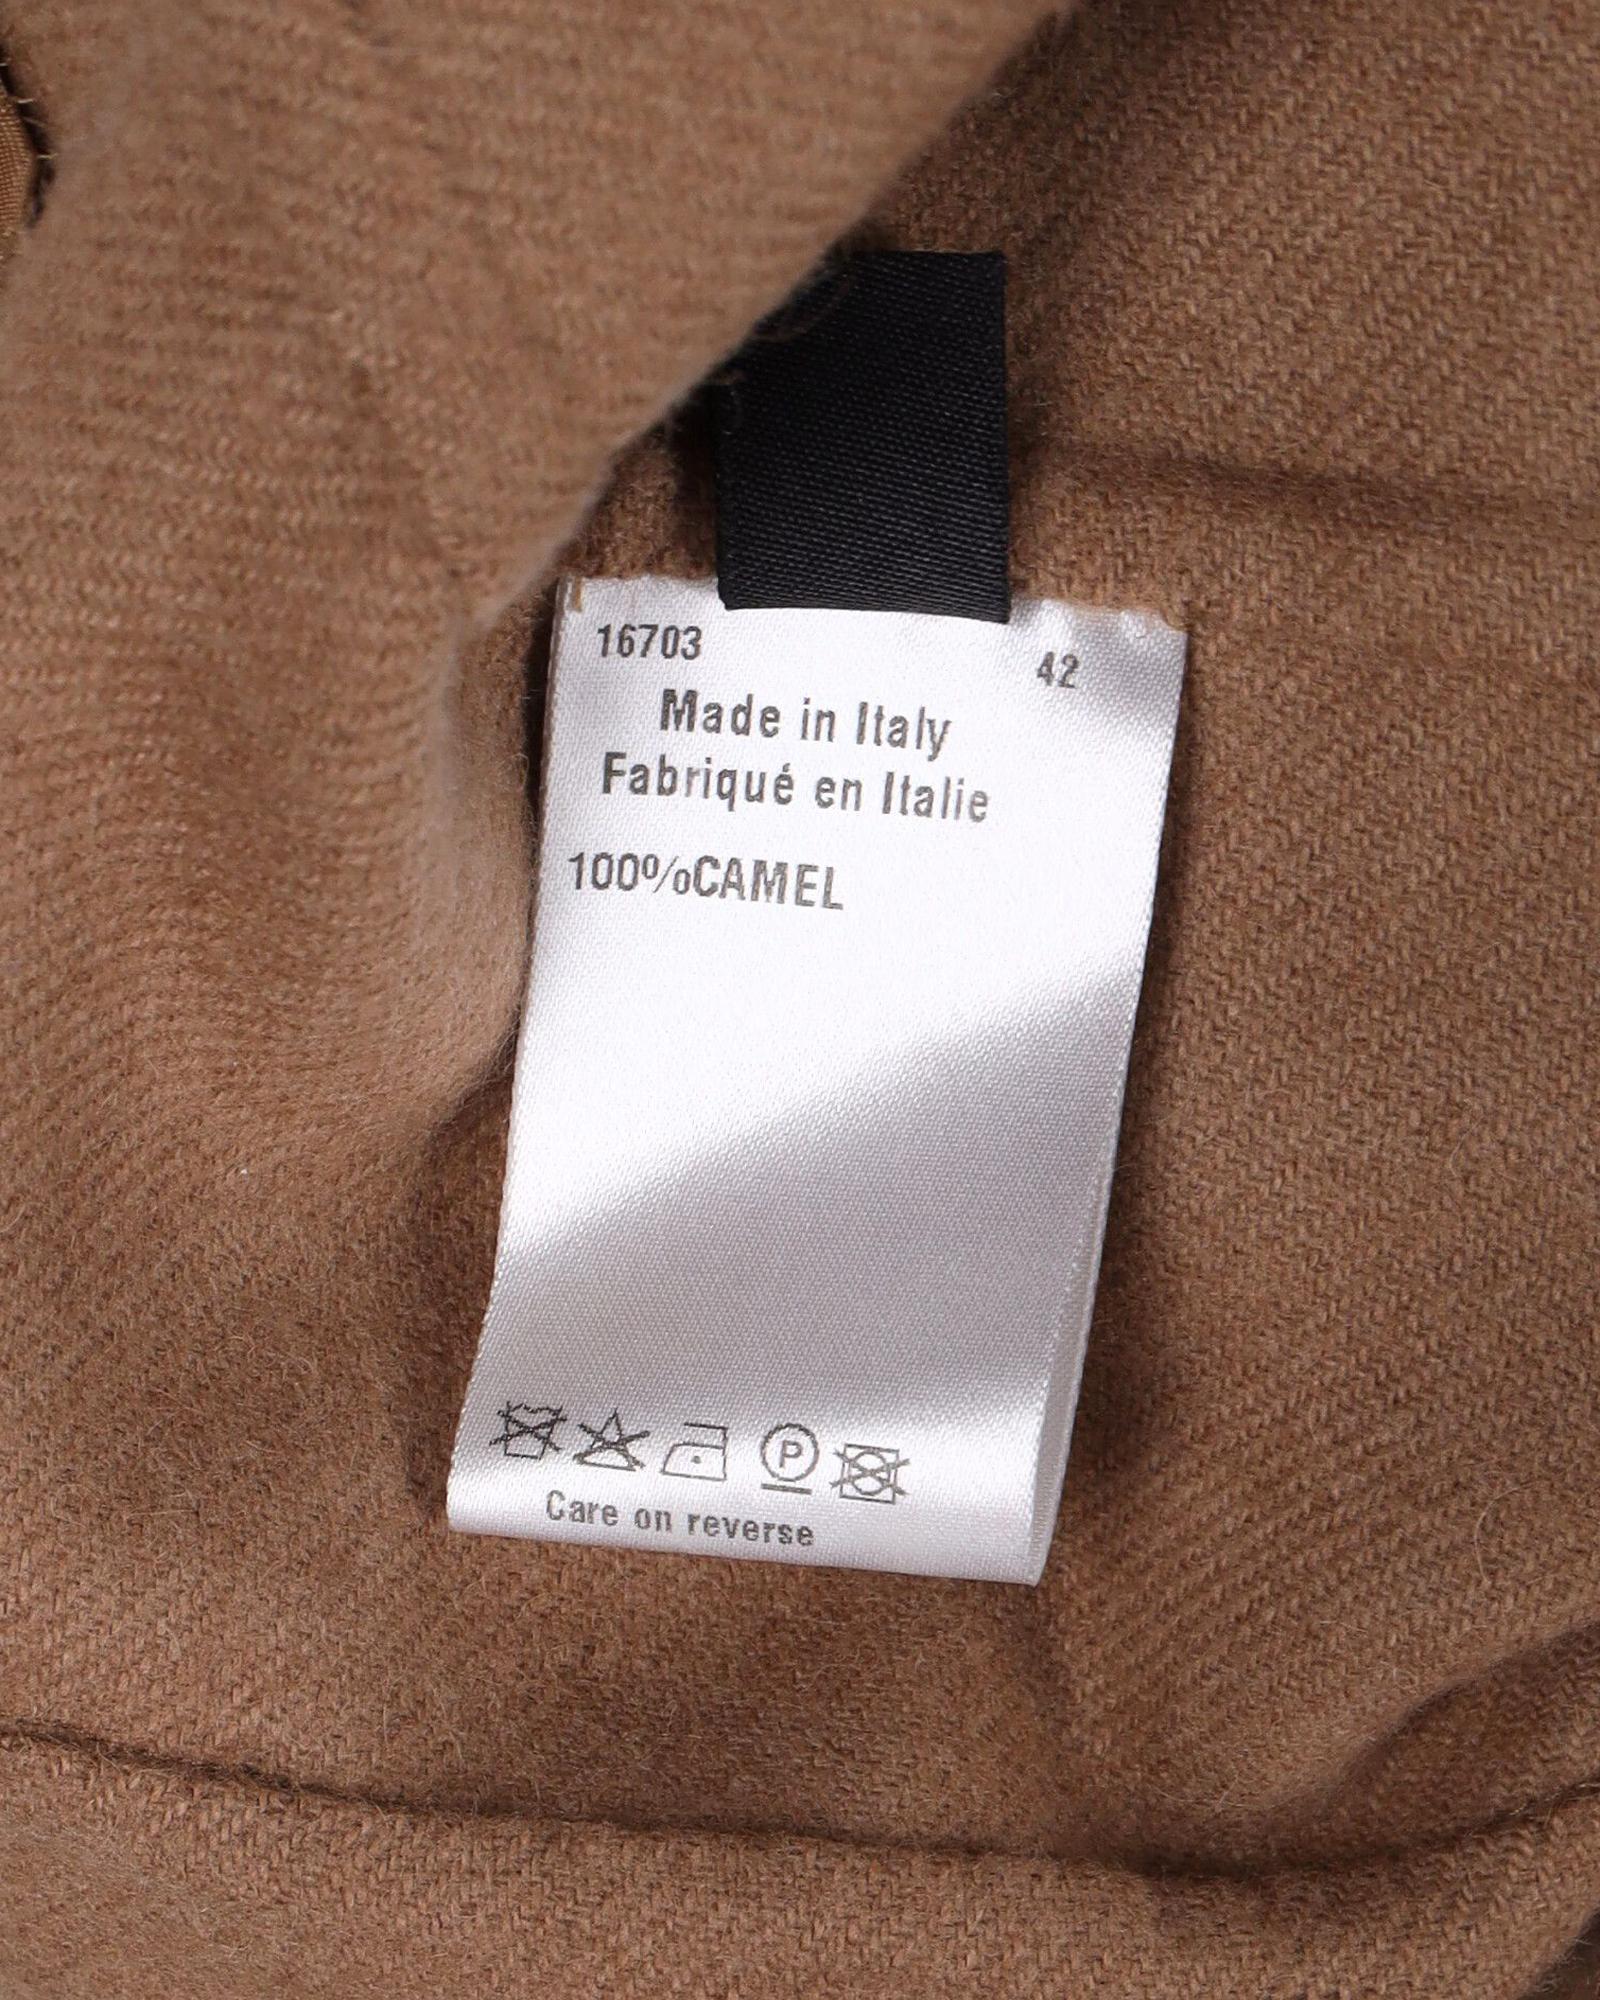 16703 42
Made in Italy
Fabriqué en Italie
100%CAMEL
P
Care on reverse